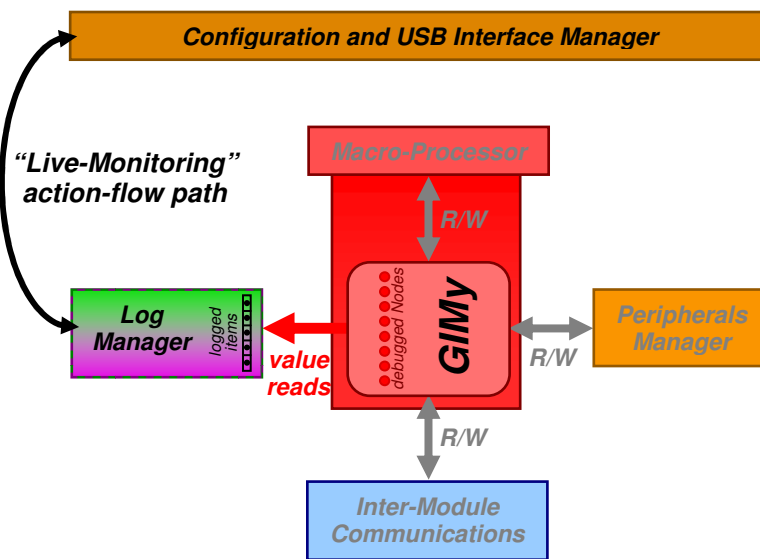 Configuration and USB Interface Manager
Macro-Processor
“Live-Monitoring”
action-flow path
R/W
Log
Manager
logged
items
value
reads
debugged Nodes
GIMy
R/W
Peripherals
Manager
R/W
Inter-Module
Communications